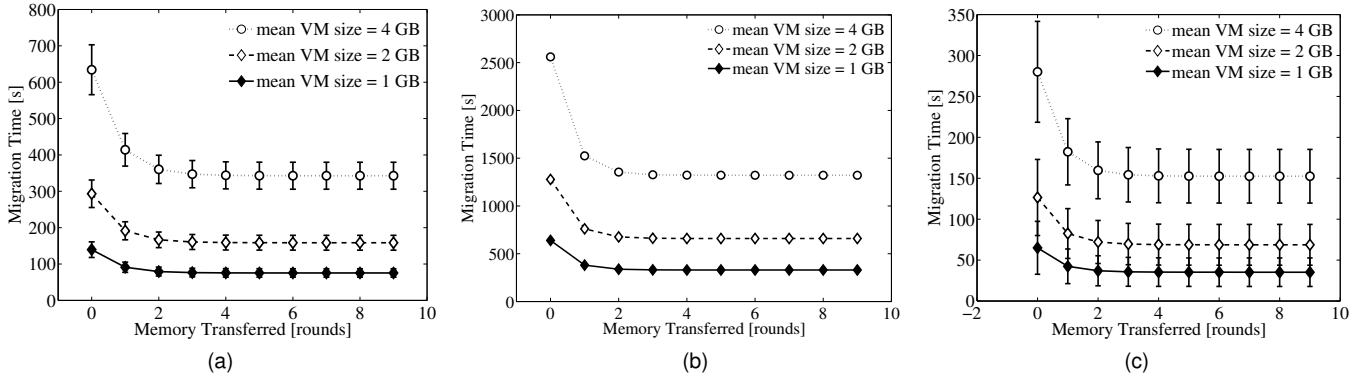 800
700
600
500
400
300
200
100
0
Migration Time [s]
mean VM size = 4 GB
mean VM size = 2 GB
mean VM size = 1 GB
0 2 4 6 8 10
Memory Transferred [rounds]
(a)
3000
2500
2000
1500
1000
500
0
Migration Time [s]
mean VM size = 4 GB
mean VM size = 2 GB
mean VM size = 1 GB
0 2 4 6 8 10
Memory Transferred [rounds]
(b)
350
300
250
200
150
100
50
0
Migration Time [s]
mean VM size = 4 GB
mean VM size = 2 GB
mean VM size = 1 GB
−2 0 2 4 6 8 10
Memory Transferred [rounds]
(c)